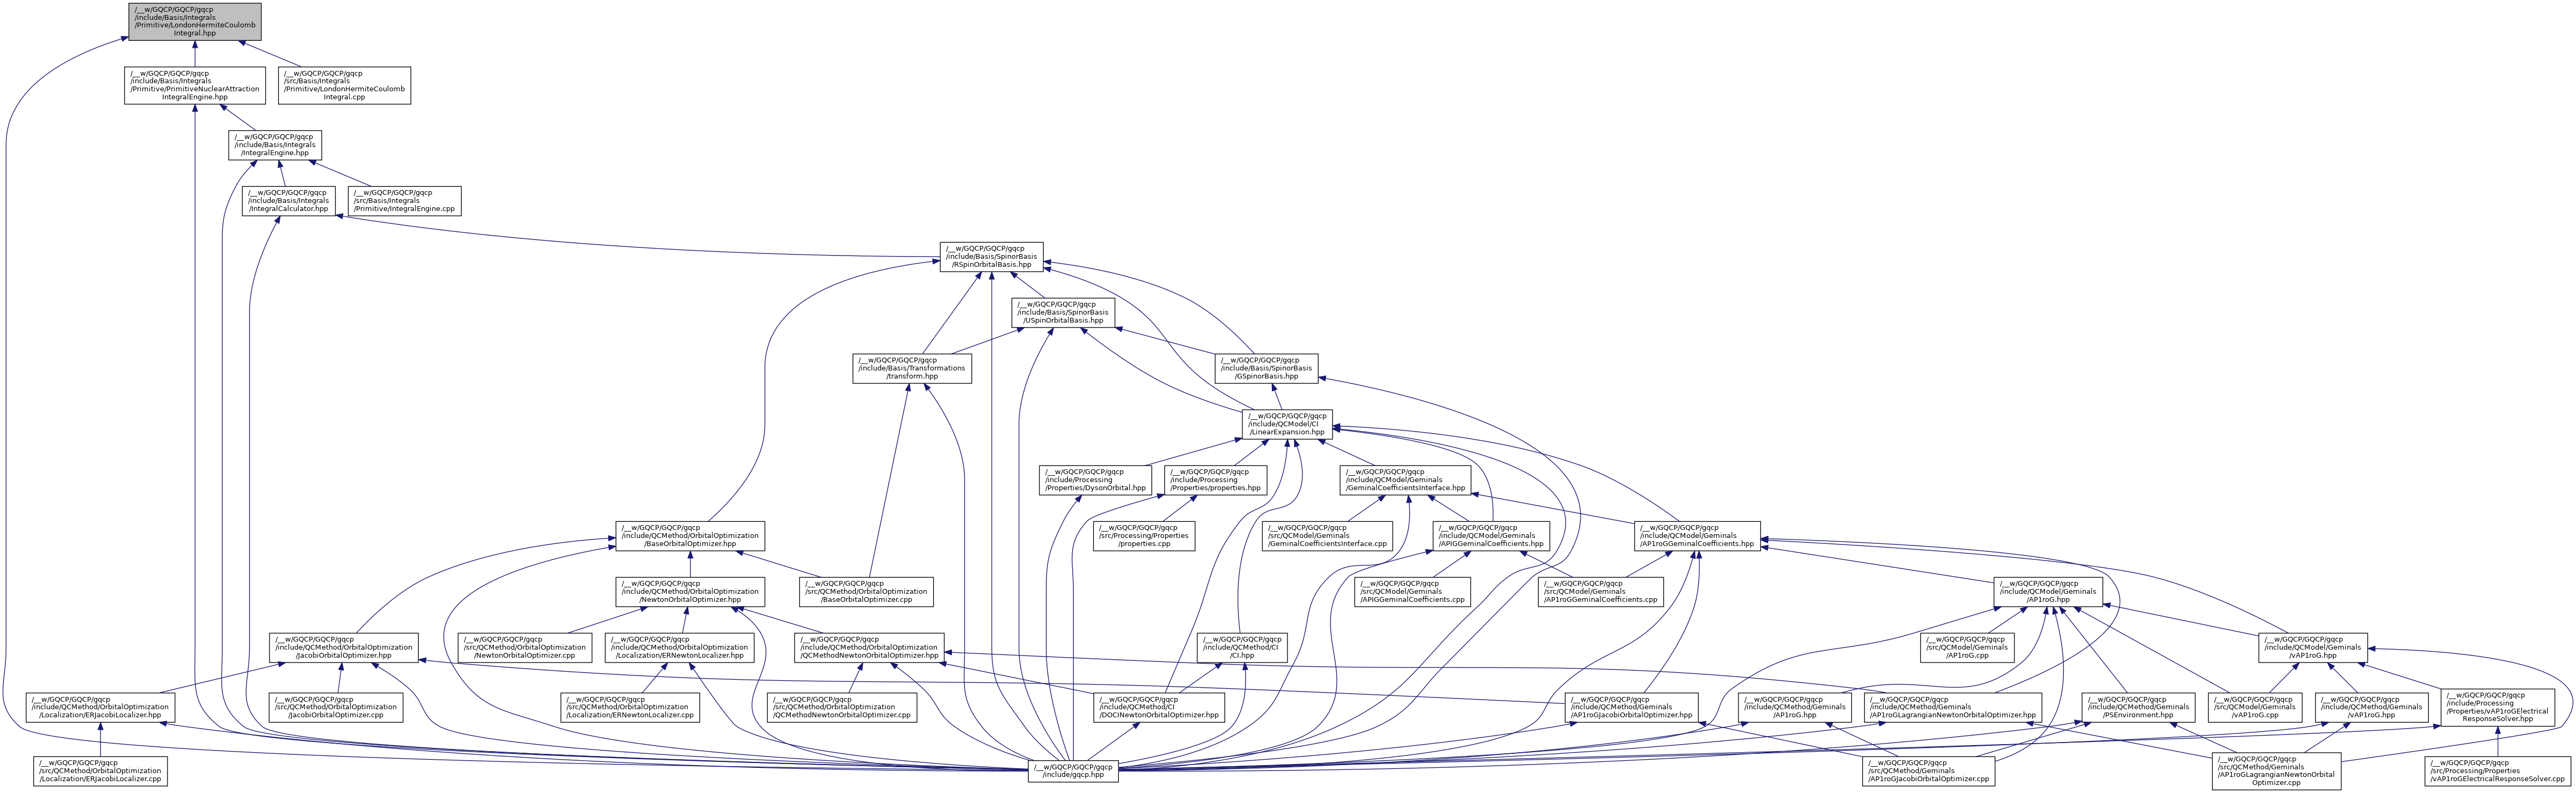 /__w/GQCP/GQCP/gqcp
/include/Basis/Integrals
/Primitive/LondonHermiteCoulomb
Integral.hpp
/__w/GQCP/GQCP/gqcp
/include/Basis/Integrals
/Primitive/PrimitiveNuclearAttraction
IntegralEngine.hpp
/__w/GQCP/GQCP/gqcp
/src/Basis/Integrals
/Primitive/LondonHermiteCoulomb
Integral.cpp
/__w/GQCP/GQCP/gqcp
/include/Basis/Integrals
/IntegralEngine.hpp
/__w/GQCP/GQCP/gqcp
/include/Basis/Integrals
/IntegralCalculator.hpp
/__w/GQCP/GQCP/gqcp
/src/Basis/Integrals
/Primitive/IntegralEngine.cpp
/__w/GQCP/GQCP/gqcp
/include/Basis/SpinorBasis
/RSpinOrbitalBasis.hpp
/__w/GQCP/GQCP/gqcp
/include/Basis/SpinorBasis
/USpinOrbitalBasis.hpp
/__w/GQCP/GQCP/gqcp
/include/Basis/Transformations
/transform.hpp
/__w/GQCP/GQCP/gqcp
/include/Basis/SpinorBasis
/GSpinorBasis.hpp
/__w/GQCP/GQCP/gqcp
/include/QCModel/CI
/LinearExpansion.hpp
/__w/GQCP/GQCP/gqcp
/include/Processing
/Properties/DysonOrbital.hpp
/__w/GQCP/GQCP/gqcp
/include/Processing
/Properties/properties.hpp
/__w/GQCP/GQCP/gqcp
/include/QCModel/Geminals
/GeminalCoefficientsInterface.hpp
/__w/GQCP/GQCP/gqcp
/include/QCMethod/OrbitalOptimization
/BaseOrbitalOptimizer.hpp
/__w/GQCP/GQCP/gqcp
/src/Processing/Properties
/properties.cpp
/__w/GQCP/GQCP/gqcp
/src/QCModel/Geminals
/GeminalCoefficientsInterface.cpp
/__w/GQCP/GQCP/gqcp
/include/QCModel/Geminals
/APIGGeminalCoefficients.hpp
/__w/GQCP/GQCP/gqcp
/include/QCModel/Geminals
/AP1roGGeminalCoefficients.hpp
/__w/GQCP/GQCP/gqcp
/include/QCMethod/OrbitalOptimization
/NewtonOrbitalOptimizer.hpp
/__w/GQCP/GQCP/gqcp
/src/QCMethod/OrbitalOptimization
/BaseOrbitalOptimizer.cpp
/__w/GQCP/GQCP/gqcp
/src/QCModel/Geminals
/APIGGeminalCoefficients.cpp
/__w/GQCP/GQCP/gqcp
/src/QCModel/Geminals
/AP1roGGeminalCoefficients.cpp
/__w/GQCP/GQCP/gqcp
/include/QCModel/Geminals
/AP1roG.hpp
/__w/GQCP/GQCP/gqcp
/include/QCMethod/OrbitalOptimization
/JacobiOrbitalOptimizer.hpp
/__w/GQCP/GQCP/gqcp
/src/QCMethod/OrbitalOptimization
/NewtonOrbitalOptimizer.cpp
/__w/GQCP/GQCP/gqcp
/include/QCMethod/OrbitalOptimization
/Localization/ERNewtonLocalizer.hpp
/__w/GQCP/GQCP/gqcp
/include/QCMethod/OrbitalOptimization
/QCMethodNewtonOrbitalOptimizer.hpp
/__w/GQCP/GQCP/gqcp
/include/QCMethod/CI
/CI.hpp
/__w/GQCP/GQCP/gqcp
/src/QCModel/Geminals
/AP1roG.cpp
/__w/GQCP/GQCP/gqcp
/include/QCModel/Geminals
/vAP1roG.hpp
/__w/GQCP/GQCP/gqcp
/include/QCMethod/OrbitalOptimization
/Localization/ERJacobiLocalizer.hpp
/__w/GQCP/GQCP/gqcp
/src/QCMethod/OrbitalOptimization
/JacobiOrbitalOptimizer.cpp
/__w/GQCP/GQCP/gqcp
/src/QCMethod/OrbitalOptimization
/Localization/ERNewtonLocalizer.cpp
/__w/GQCP/GQCP/gqcp
/src/QCMethod/OrbitalOptimization
/QCMethodNewtonOrbitalOptimizer.cpp
/__w/GQCP/GQCP/gqcp
/include/QCMethod/CI
/DOCINewtonOrbitalOptimizer.hpp
/__w/GQCP/GQCP/gqcp
/include/QCMethod/Geminals
/AP1roGJacobiOrbitalOptimizer.hpp
/__w/GQCP/GQCP/gqcp
/include/QCMethod/Geminals
/AP1roG.hpp
/__w/GQCP/GQCP/gqcp
/include/QCMethod/Geminals
/AP1roGLagrangianNewtonOrbitalOptimizer.hpp
/__w/GQCP/GQCP/gqcp
/include/QCMethod/Geminals
/PSEnvironment.hpp
/__w/GQCP/GQCP/gqcp
/src/QCModel/Geminals
/vAP1roG.cpp
/__w/GQCP/GQCP/gqcp
/include/QCMethod/Geminals
/vAP1roG.hpp
/__w/GQCP/GQCP/gqcp
/include/Processing
/Properties/vAP1roGElectrical
ResponseSolver.hpp
/__w/GQCP/GQCP/gqcp
/src/QCMethod/OrbitalOptimization
/Localization/ERJacobiLocalizer.cpp
/__w/GQCP/GQCP/gqcp
/include/gqcp.hpp
/__w/GQCP/GQCP/gqcp
/src/QCMethod/Geminals
/AP1roGJacobiOrbitalOptimizer.cpp
/__w/GQCP/GQCP/gqcp
/src/QCMethod/Geminals
/AP1roGLagrangianNewtonOrbital
Optimizer.cpp
/__w/GQCP/GQCP/gqcp
/src/Processing/Properties
/vAP1roGElectricalResponseSolver.cpp